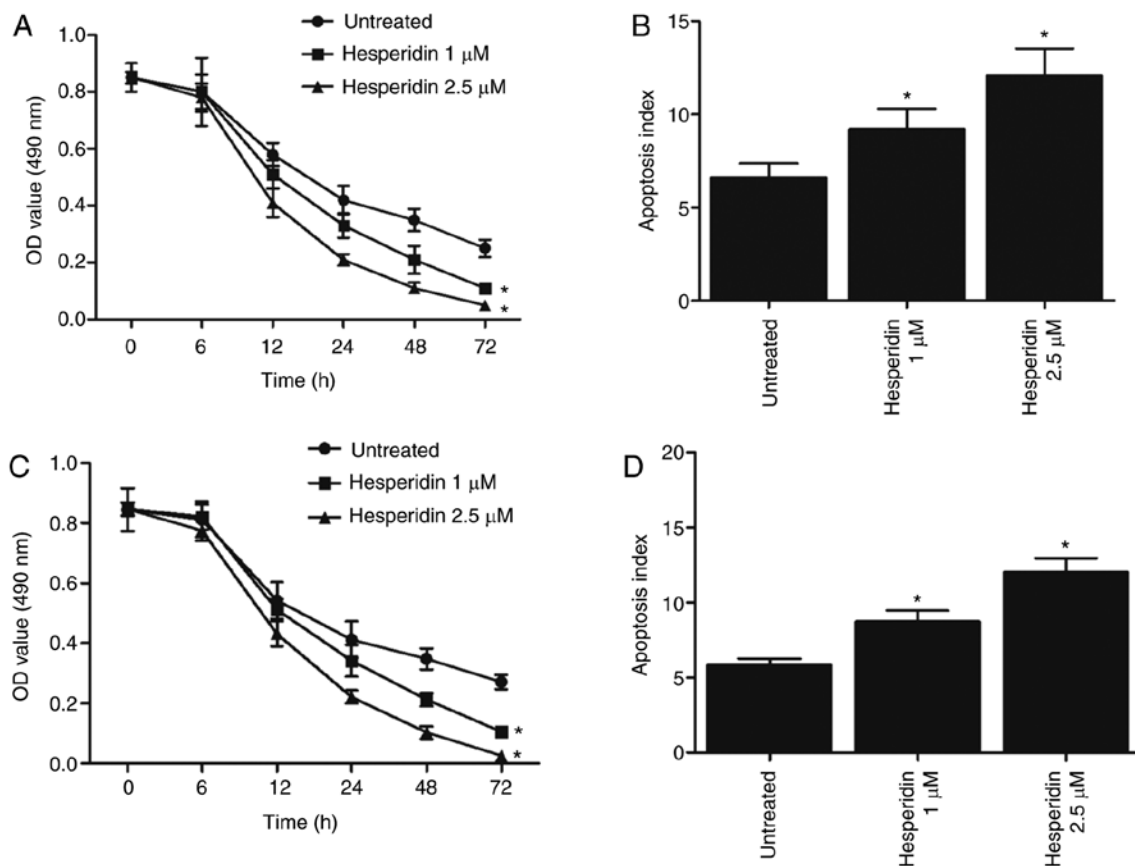 A
Untreated
Hesperidin 1 μM
Hesperidin 2.5 μM
1.0
0.8
0.6
0.4
0.2
0.0
OD value (490 nm)
*
*
0
6
12
24
48
72
Time (h)
B
15
10
5
0
Apoptosis index
*
*
Untreated
Hesperidin
1 μM
Hesperidin
2.5 μM
C
Untreated
Hesperidin 1 μM
Hesperidin 2.5 μM
1.0
0.8
0.6
0.4
0.2
0.0
OD value (490 nm)
*
*
0
6
12
24
48
72
Time (h)
D
20
15
10
5
0
Apoptosis index
*
*
Untreated
Hesperidin
1 μM
Hesperidin
2.5 μM